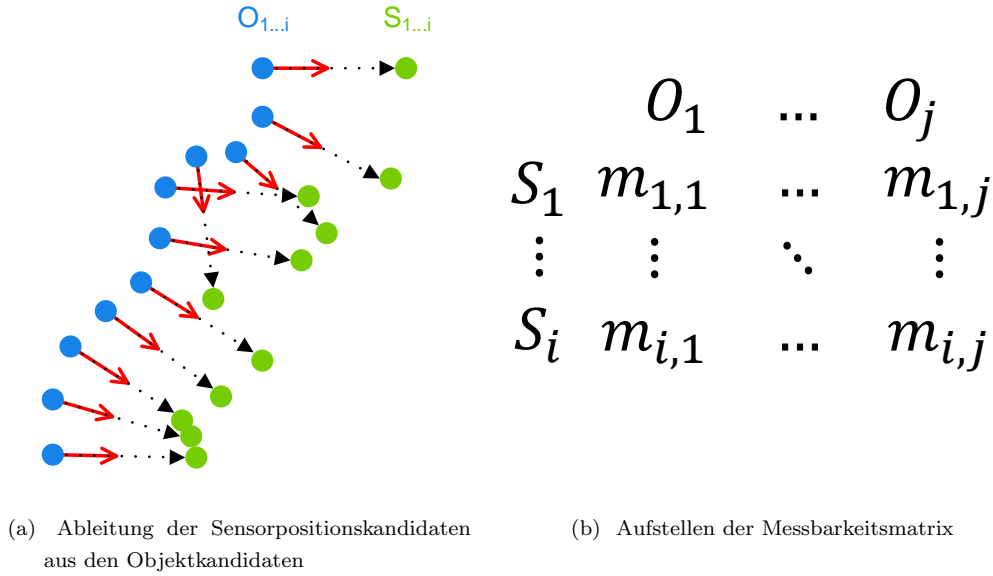 O1...i S1...i
O1 ... Oj
S1 m1,1 ... m1,j
⋮ ⋮ ⋱ ⋮
Si mi,1 ... mi,j
(a) Ableitung der Sensorpositionskandidaten
aus den Objektkandidaten
(b) Aufstellen der Messbarkeitsmatrix